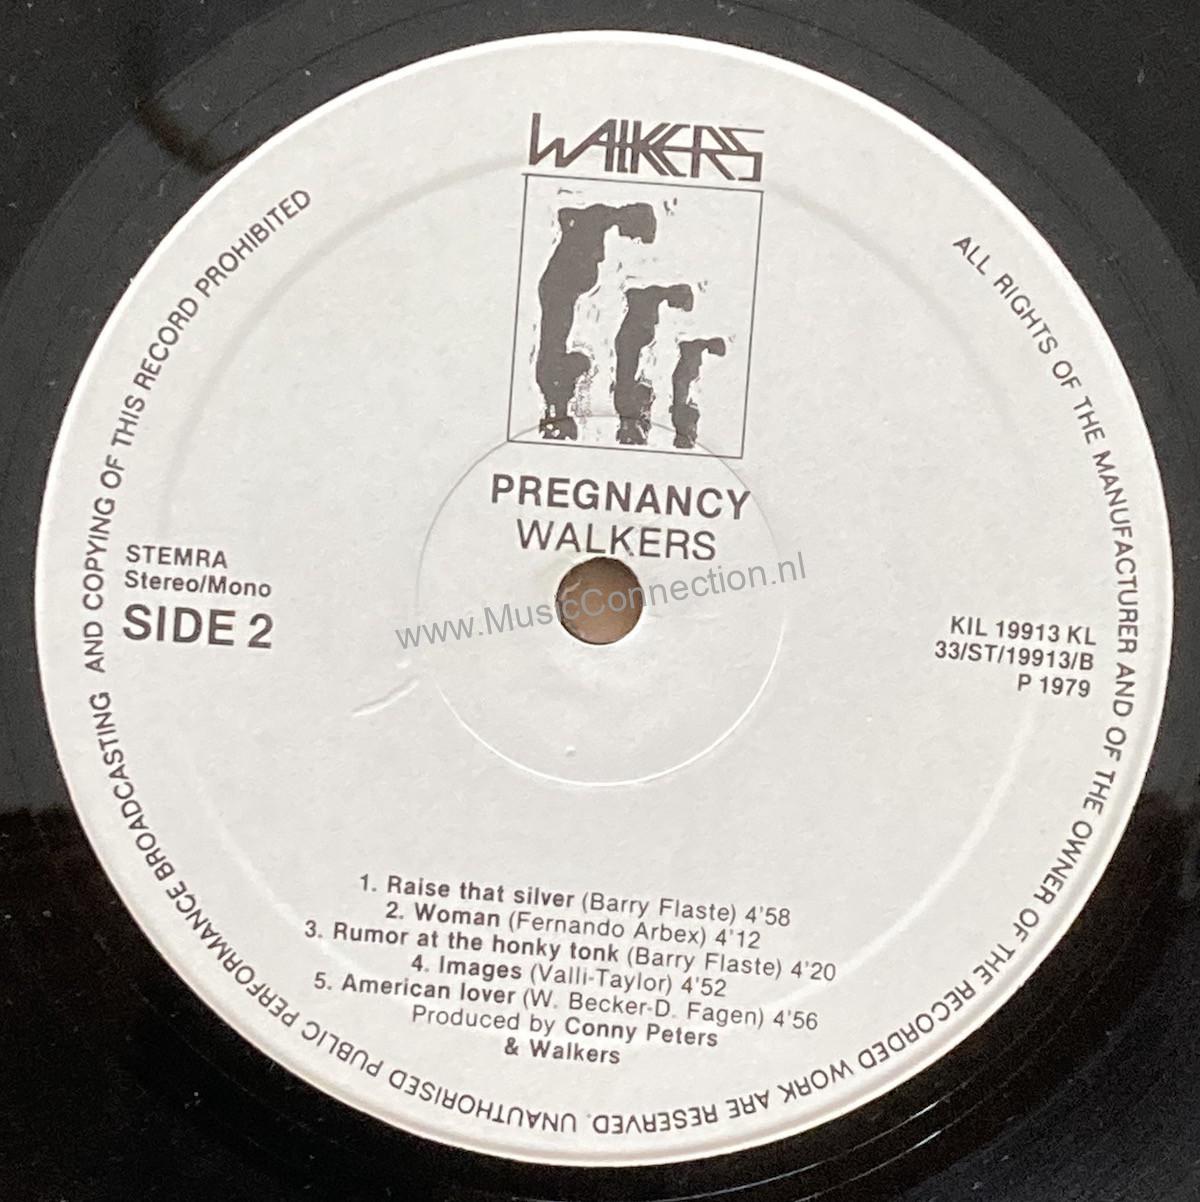 WALKERS
PREGNANCY
WALKERS
STEMRA
Stereo/Mono
SIDE 2
KIL 19913 KL
33/ST/19913/B
P 1979
www.MusicConnection.nl
1. Raise that silver (Barry Flaste) 4'58
2. Woman (Fernando Arbex) 4'12
3. Rumor at the honky tonk (Barry Flaste) 4'20
4. Images (Valli-Taylor) 4'52
5. American lover (W. Becker-D. Fagen) 4'56
Produced by Conny Peters
& Walkers
ALL RIGHTS OF THE MANUFACTURER AND OF THE OWNER OF THE RECORDED WORK ARE RESERVED. UNAUTHORISED PUBLIC PERFORMANCE BROADCASTING AND COPYING OF THIS RECORD PROHIBITED